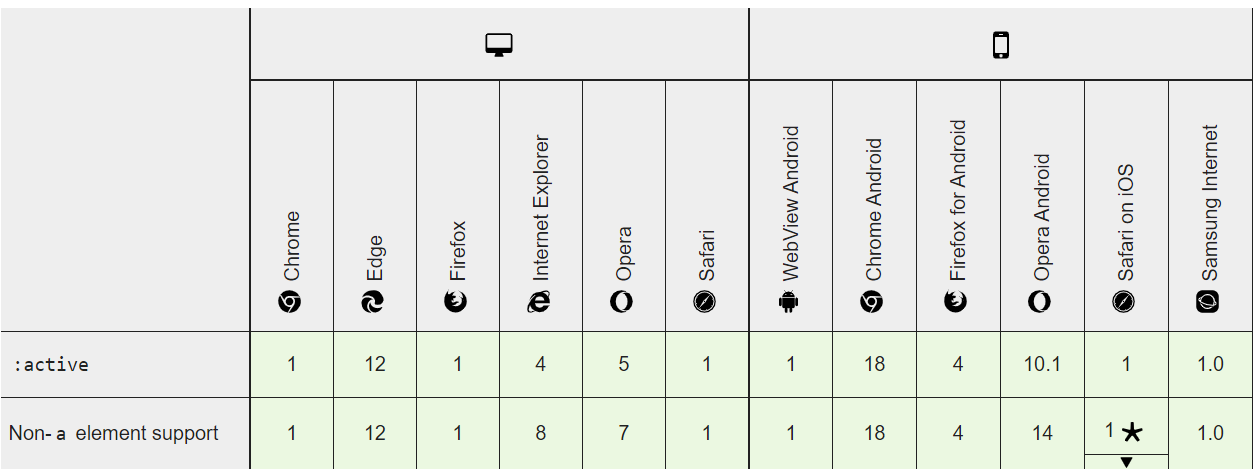 Chrome
Edge
Firefox
Internet Explorer
Opera
Safari
WebView Android
Chrome Android
Firefox for Android
Opera Android
Safari on iOS
Samsung Internet
:active 1 12 1 4 5 1 1 18 4 10.1 1 1.0
Non-a element support 1 12 1 8 7 1 1 18 4 14 1 ★ 1.0
▼